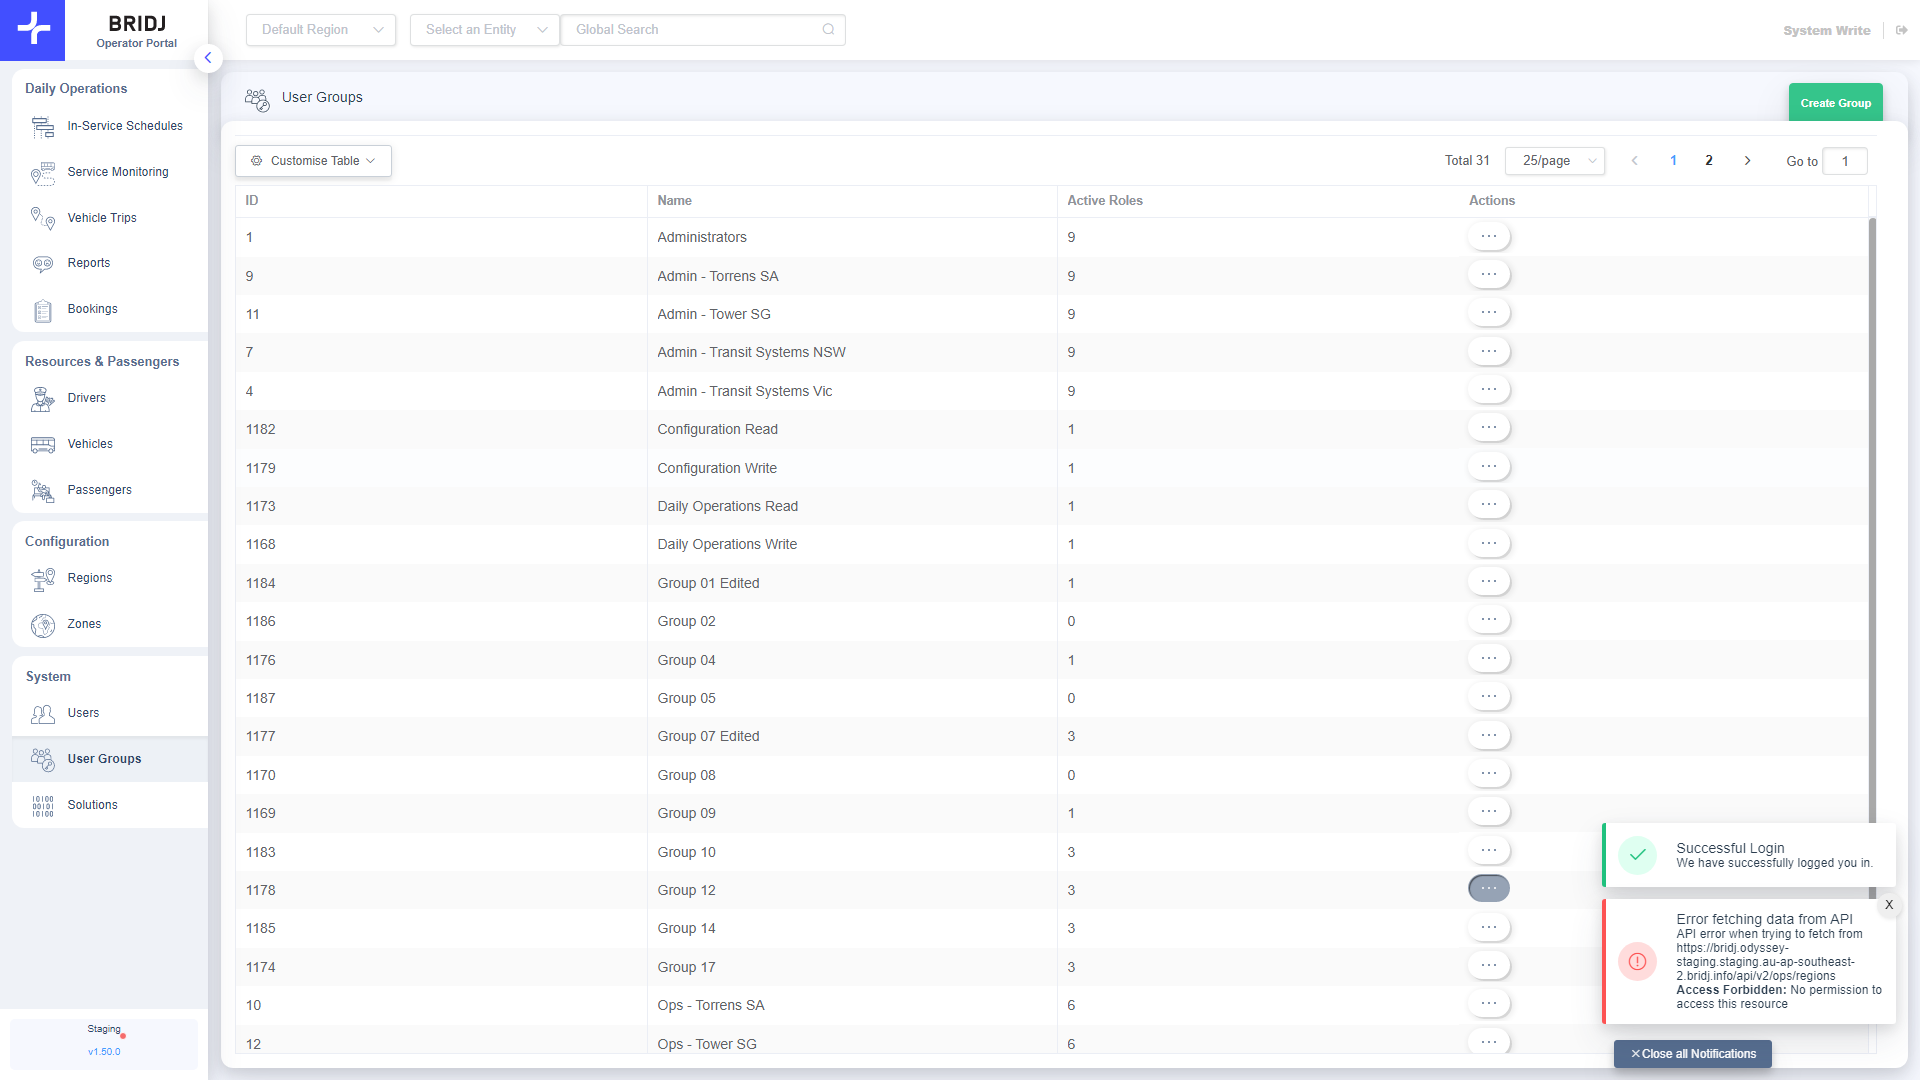 BRIDJ
Operator Portal
Default Region
Select an Entity
Global Search
System Write
Daily Operations
In-Service Schedules
Service Monitoring
Vehicle Trips
Reports
Bookings
Resources & Passengers
Drivers
Vehicles
Passengers
Configuration
Regions
Zones
System
Users
User Groups
10100
00101
10100
Solutions
Staging
v1.50.0
User Groups
Create Group
Customise Table
Total 31
25/page
1
2
Go to
1
ID Name Active Roles Actions
1 Administrators 9
9 Admin - Torrens SA 9
11 Admin - Tower SG 9
7 Admin - Transit Systems NSW 9
4 Admin - Transit Systems Vic 9
1182 Configuration Read 1
1179 Configuration Write 1
1173 Daily Operations Read 1
1168 Daily Operations Write 1
1184 Group 01 Edited 1
1186 Group 02 0
1176 Group 04 1
1187 Group 05 0
1177 Group 07 Edited 3
1170 Group 08 0
1169 Group 09 1
1183 Group 10 3
1178 Group 12 3
1185 Group 14 3
1174 Group 17 3
10 Ops - Torrens SA 6
12 Ops - Tower SG 6
Successful Login
We have successfully logged you in.
X
Error fetching data from API
API error when trying to fetch from
https://bridj.odyssey-
staging.staging.au-ap-southeast-
2.bridj.info/api/v2/ops/regions
Access Forbidden: No permission to
access this resource
Close all Notifications